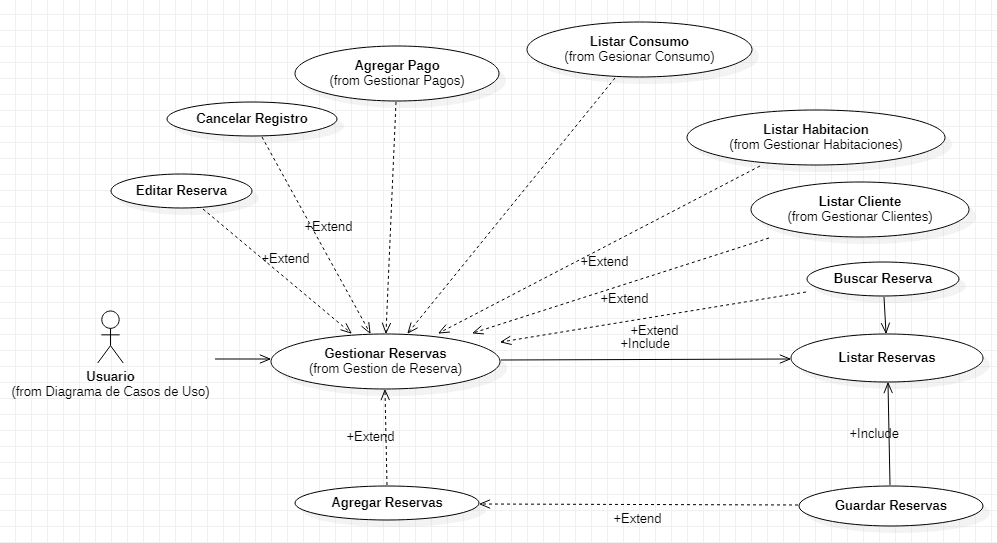 Listar Consumo
(from Gesionar Consumo)
Agregar Pago
(from Gestionar Pagos)
Cancelar Registro
Listar Habitacion
(from Gestionar Habitaciones)
Editar Reserva
Listar Cliente
(from Gestionar Clientes)
+Extend
+Extend
+Extend
Buscar Reserva
+Extend
+Extend
+Include
Usuario
(from Diagrama de Casos de Uso)
Gestionar Reservas
(from Gestion de Reserva)
Listar Reservas
+Extend
+Include
Agregar Reservas
Guardar Reservas
+Extend